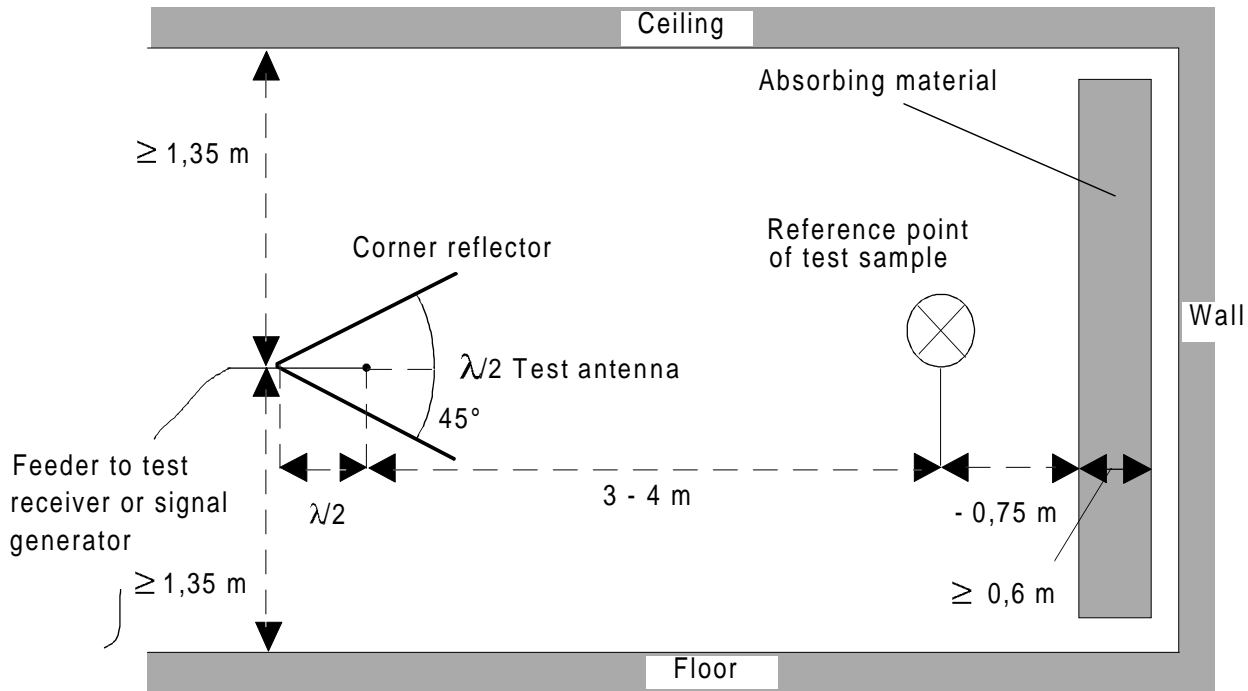 Ceiling
Absorbing material
≥ 1,35 m
Reference point
of test sample
Corner reflector
Wall
λ/2 Test antenna
45°
Feeder to test
receiver or signal
generator
λ/2
3 - 4 m
- 0,75 m
≥ 1,35 m
≥ 0,6 m
Floor